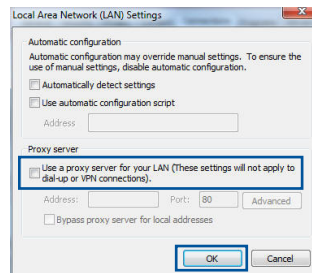 Local Area Network (LAN) Settings
Automatic configuration
Automatic configuration may override manual settings. To ensure the
use of manual settings, disable automatic configuration.
Automatically detect settings
Use automatic configuration script
Address
Proxy server
Use a proxy server for your LAN (These settings will not apply to
dial-up or VPN connections).
Address: Port: 80 Advanced
Bypass proxy server for local addresses
OK Cancel